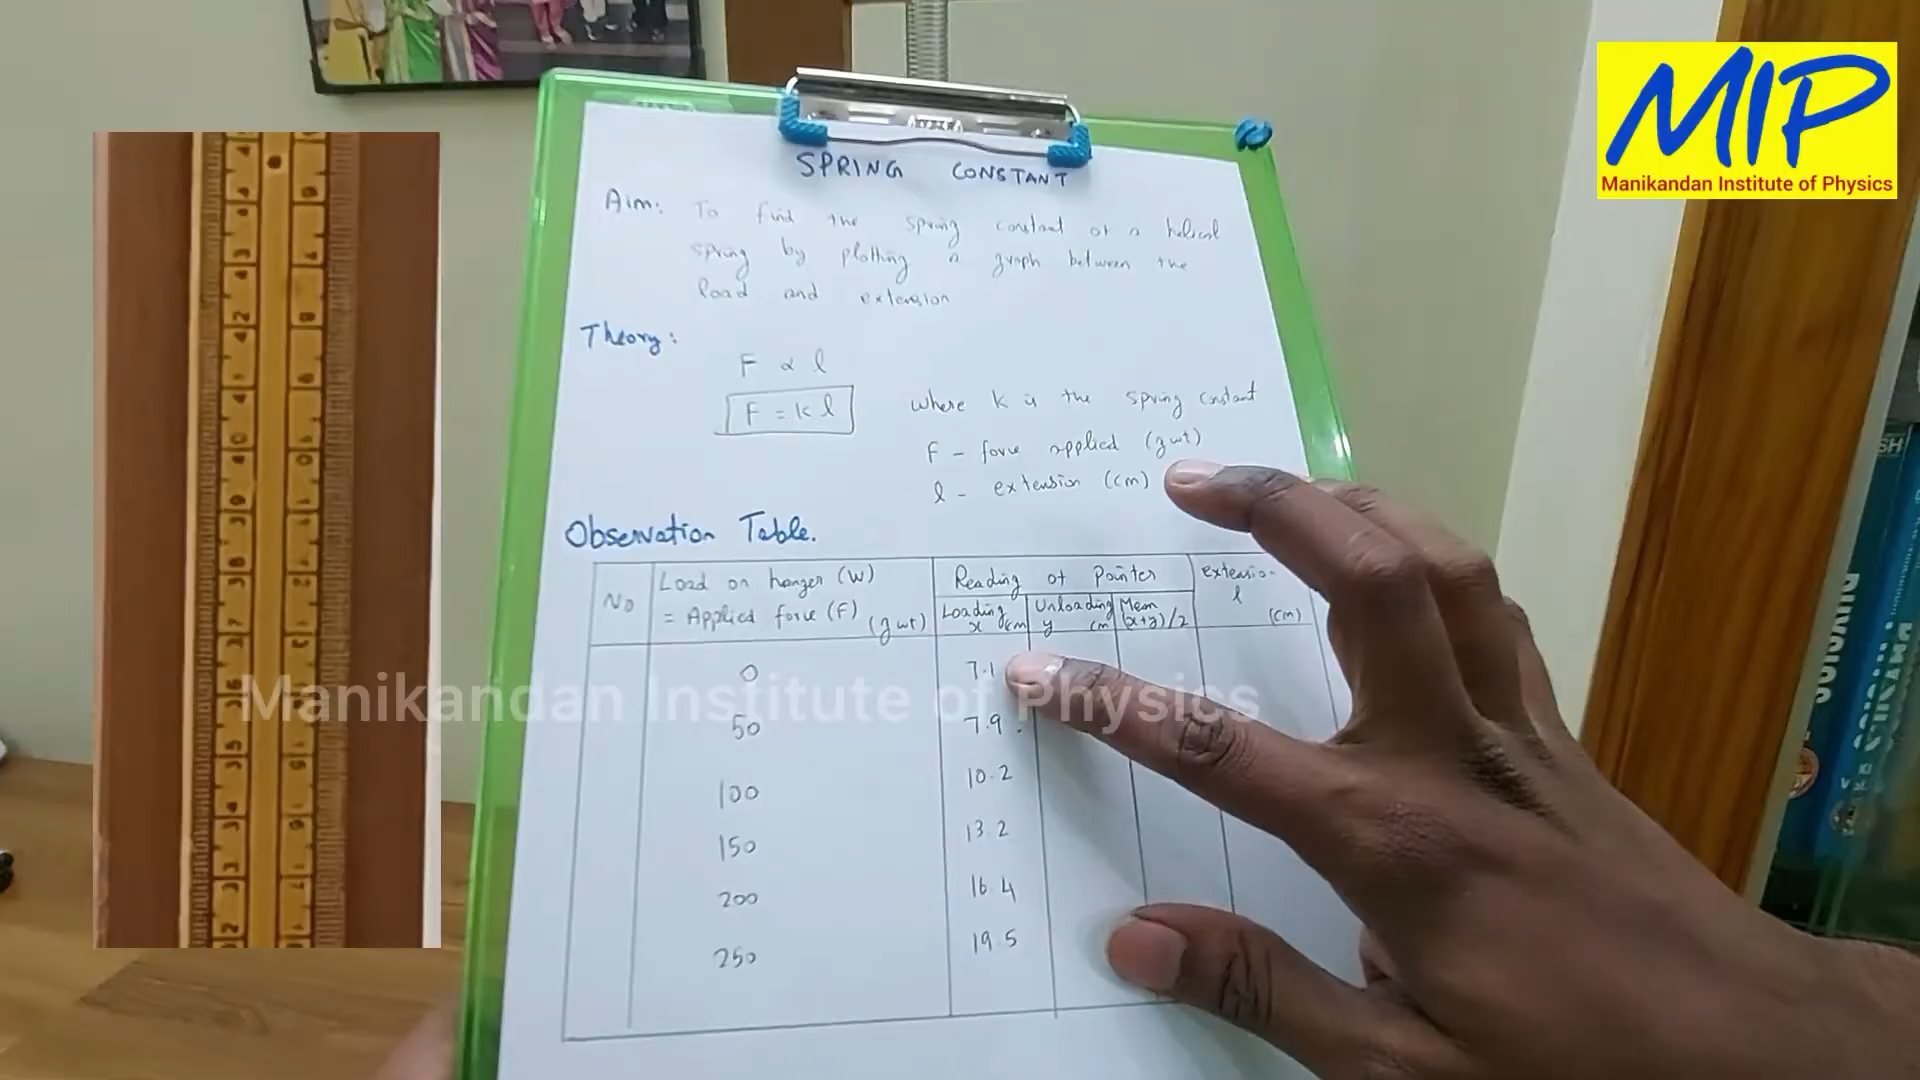 MIP
Manikandan Institute of Physics
SPRING CONSTANT
Aim: To find the spring constant of a helical
spring by plotting a graph between the
load and extension
Theory:
F ∝ l
F = kl
where k is the spring constant
F - force applied (g wt)
l - extension (cm)
Observation Table.
No
Load on hanger (W)
= Applied force (F) (g wt)
Reading of pointer
Loading x cm
Unloading y cm
Mean (x+y)/2
extensio-
l
(cm)
0 7.1
50 7.9
100 10.2
150 13.2
200 16.4
250 19.5
Manikandan Institute of Physics